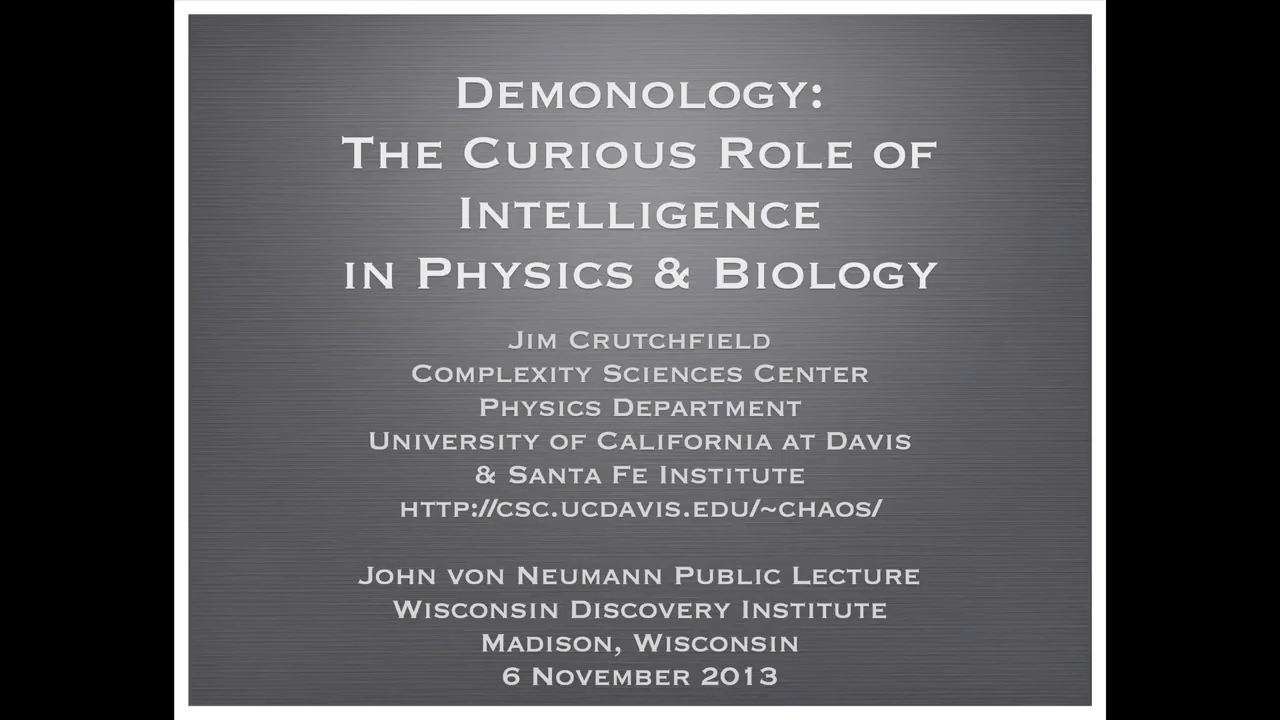 Demonology:
The Curious Role of
Intelligence
in Physics & Biology
Jim Crutchfield
Complexity Sciences Center
Physics Department
University of California at Davis
& Santa Fe Institute
http://csc.ucdavis.edu/~chaos/
John von Neumann Public Lecture
Wisconsin Discovery Institute
Madison, Wisconsin
6 November 2013